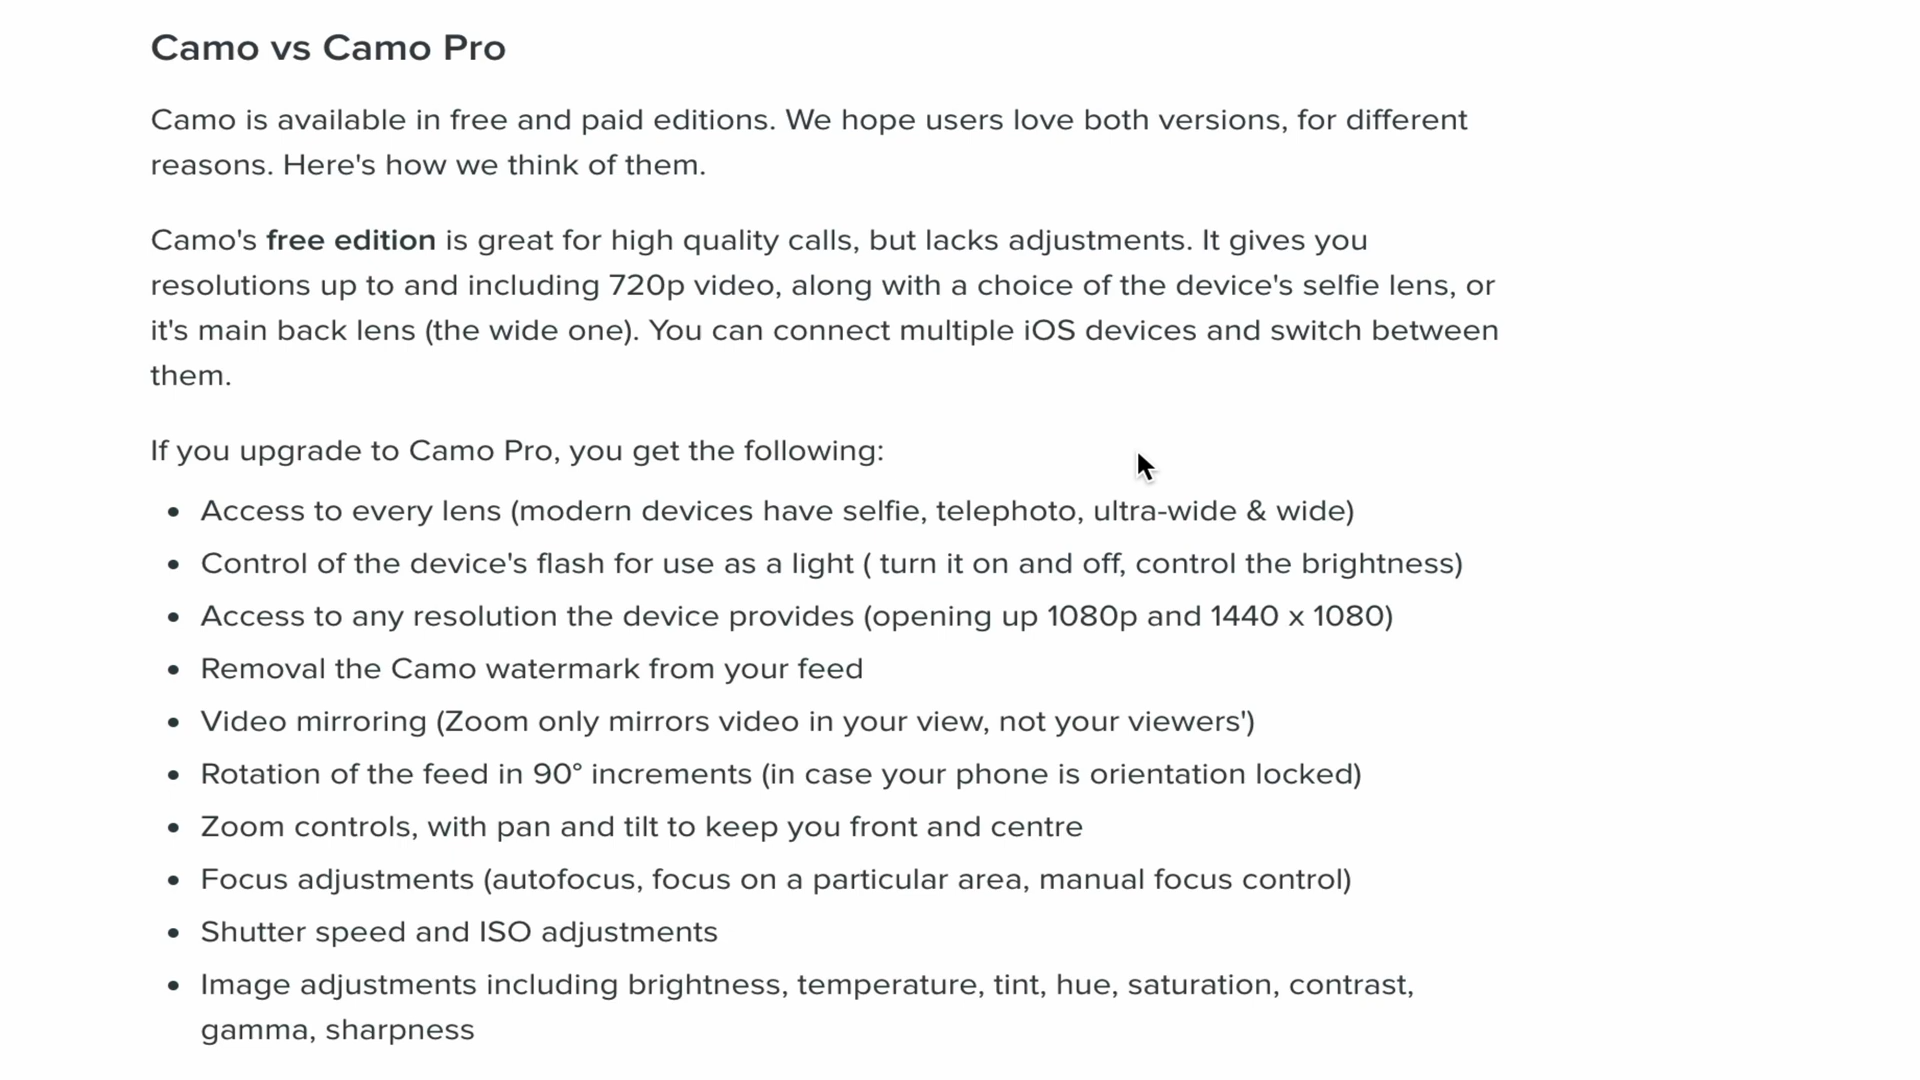 Camo vs Camo Pro
Camo is available in free and paid editions. We hope users love both versions, for different
reasons. Here's how we think of them.
Camo's free edition is great for high quality calls, but lacks adjustments. It gives you
resolutions up to and including 720p video, along with a choice of the device's selfie lens, or
it's main back lens (the wide one). You can connect multiple iOS devices and switch between
them.
If you upgrade to Camo Pro, you get the following:
• Access to every lens (modern devices have selfie, telephoto, ultra-wide & wide)
• Control of the device's flash for use as a light ( turn it on and off, control the brightness)
• Access to any resolution the device provides (opening up 1080p and 1440 x 1080)
• Removal the Camo watermark from your feed
• Video mirroring (Zoom only mirrors video in your view, not your viewers')
• Rotation of the feed in 90° increments (in case your phone is orientation locked)
• Zoom controls, with pan and tilt to keep you front and centre
• Focus adjustments (autofocus, focus on a particular area, manual focus control)
• Shutter speed and ISO adjustments
• Image adjustments including brightness, temperature, tint, hue, saturation, contrast,
gamma, sharpness